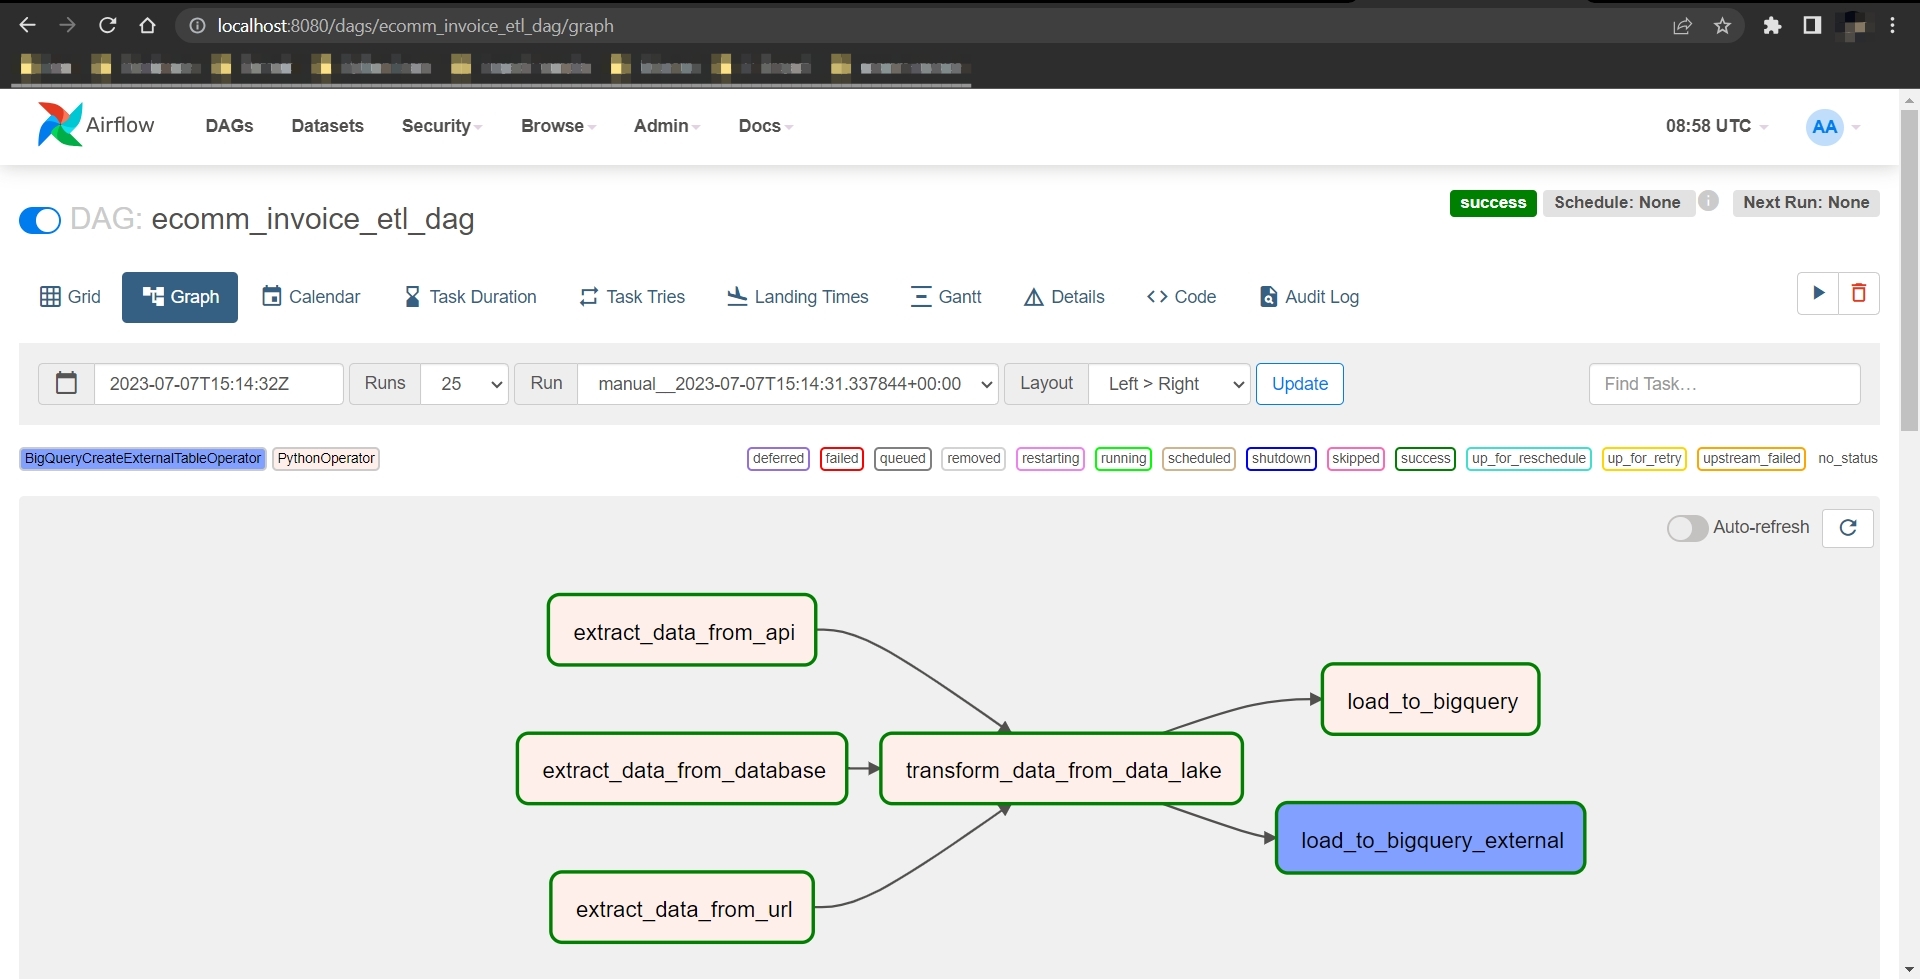 localhost:8080/dags/ecomm_invoice_etl_dag/graph
Airflow DAGs Datasets Security Browse Admin Docs 08:58 UTC AA
DAG: ecomm_invoice_etl_dag success Schedule: None i Next Run: None
Grid Graph Calendar Task Duration Task Tries Landing Times Gantt Details Code Audit Log
2023-07-07T15:14:32Z Runs 25 Run manual__2023-07-07T15:14:31.337844+00:00 Layout Left > Right Update Find Task…
BigQueryCreateExternalTableOperator PythonOperator deferred failed queued removed restarting running scheduled shutdown skipped success up_for_reschedule up_for_retry upstream_failed no_status
Auto-refresh
extract_data_from_api
load_to_bigquery
extract_data_from_database transform_data_from_data_lake
load_to_bigquery_external
extract_data_from_url